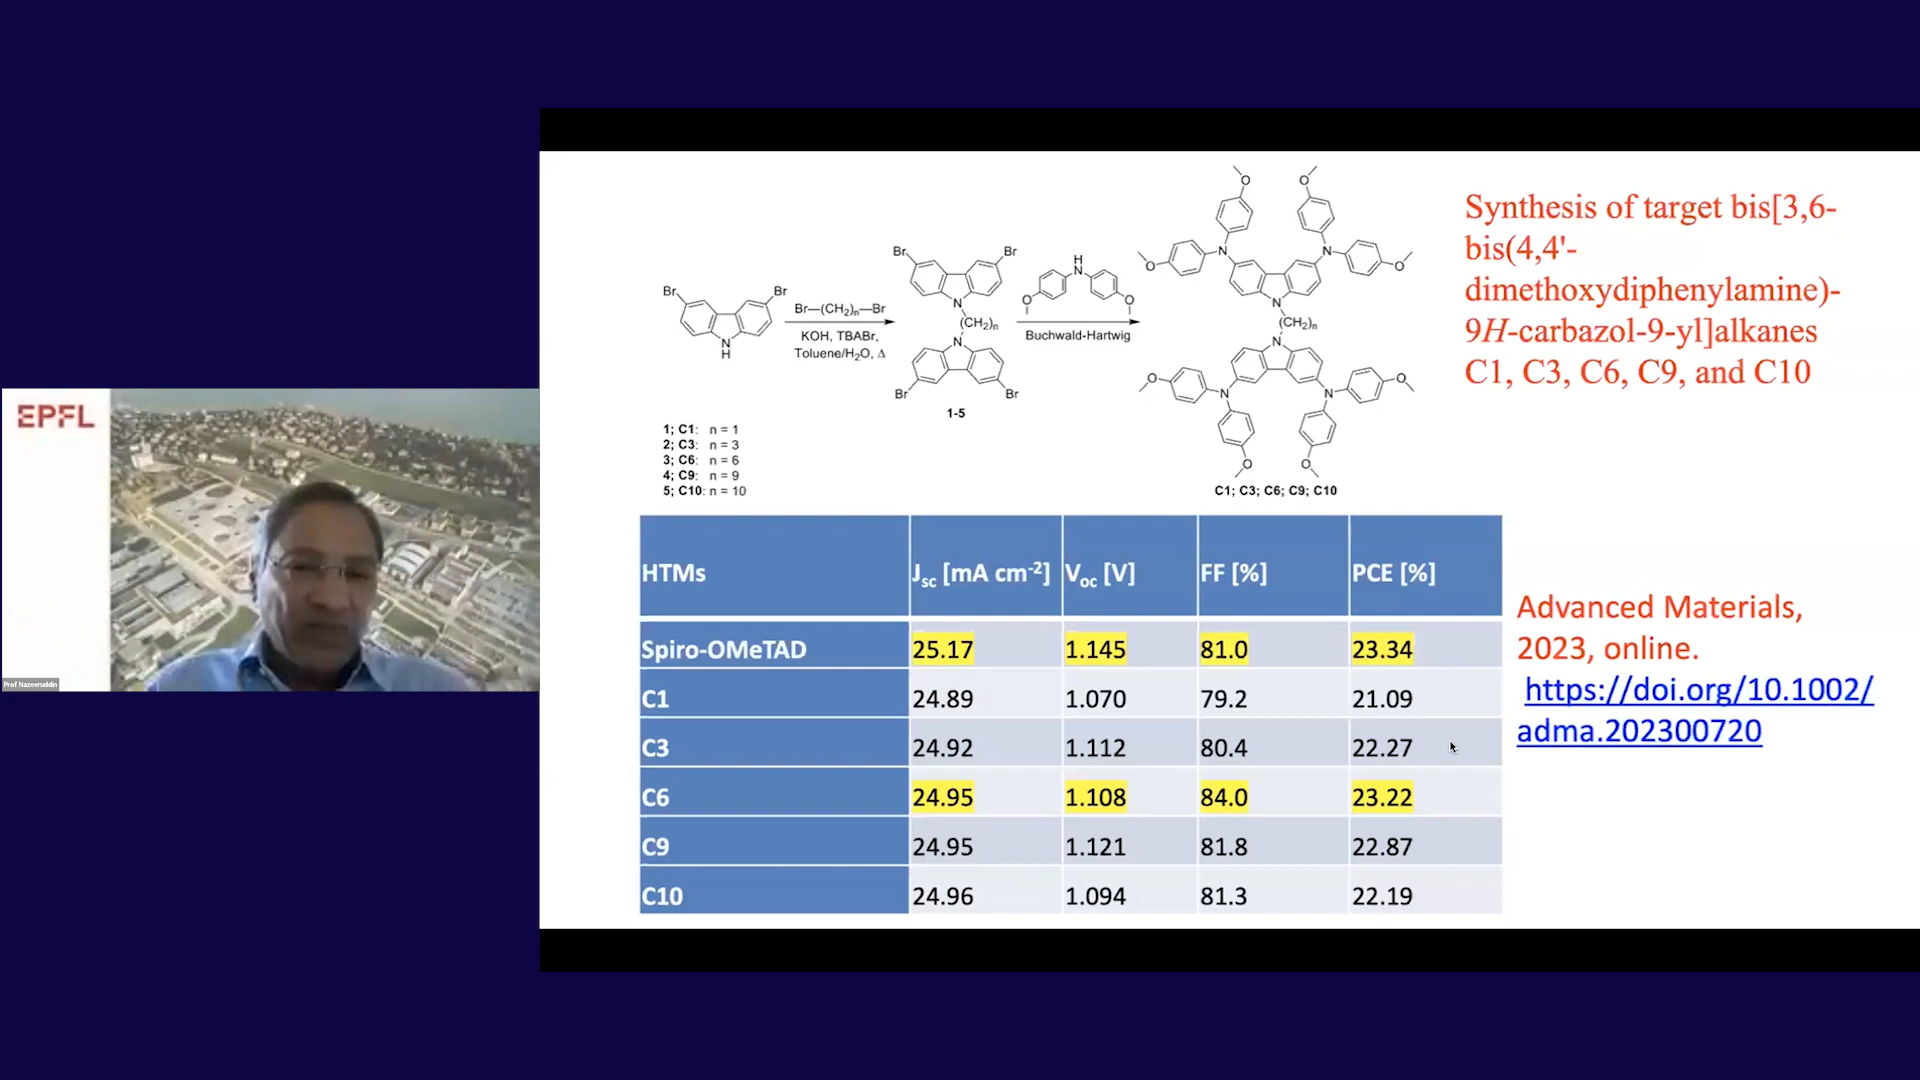 EPFL
Prof Nazeeruddin
Br
Br
N
H
Br—(CH₂)ₙ—Br
KOH, TBABr,
Toluene/H₂O, Δ
Br
Br
N
(CH₂)ₙ
N
Br
Br
1-5
H
N
O
O
Buchwald-Hartwig
O
O
O
N
N
O
N
(CH₂)ₙ
N
O
N
N
O
O
O
C1; C3; C6; C9; C10
1; C1: n = 1
2; C3: n = 3
3; C6: n = 6
4; C9: n = 9
5; C10: n = 10
Synthesis of target bis[3,6-
bis(4,4'-
dimethoxydiphenylamine)-
9H-carbazol-9-yl]alkanes
C1, C3, C6, C9, and C10
HTMs Jsc [mA cm-2] Voc [V] FF [%] PCE [%]
Spiro-OMeTAD 25.17 1.145 81.0 23.34
C1 24.89 1.070 79.2 21.09
C3 24.92 1.112 80.4 22.27
C6 24.95 1.108 84.0 23.22
C9 24.95 1.121 81.8 22.87
C10 24.96 1.094 81.3 22.19
Advanced Materials,
2023, online.
https://doi.org/10.1002/
adma.202300720